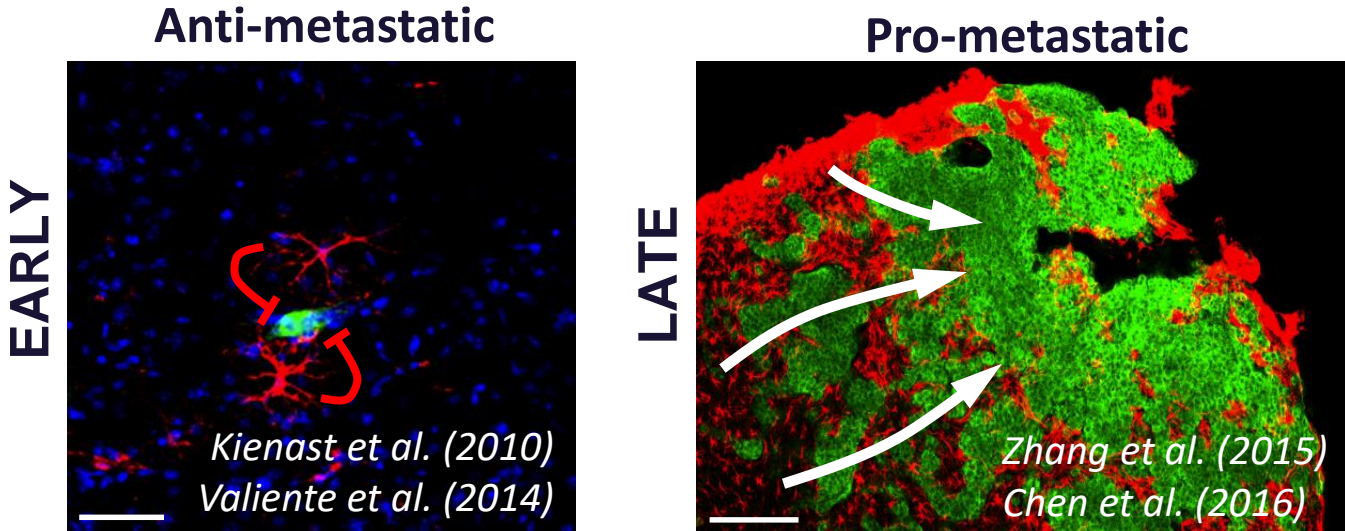 Anti-metastatic
EARLY
Kienast et al. (2010)
Valiente et al. (2014)
Pro-metastatic
LATE
Zhang et al. (2015)
Chen et al. (2016)